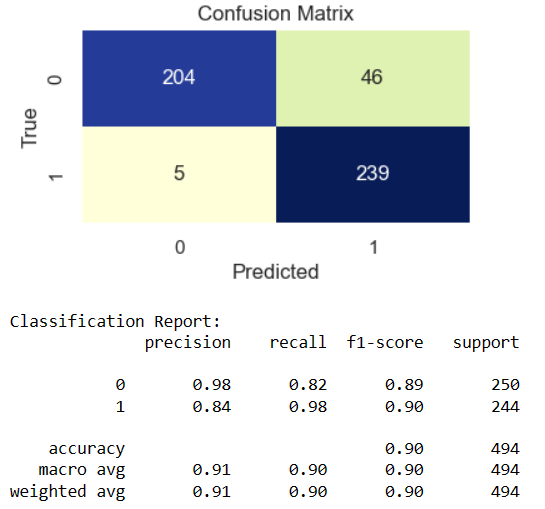 Confusion Matrix
0 204 46
True
1 5 239
0 1
Predicted
Classification Report:
precision recall f1-score support
0 0.98 0.82 0.89 250
1 0.84 0.98 0.90 244
accuracy 0.90 494
macro avg 0.91 0.90 0.90 494
weighted avg 0.91 0.90 0.90 494